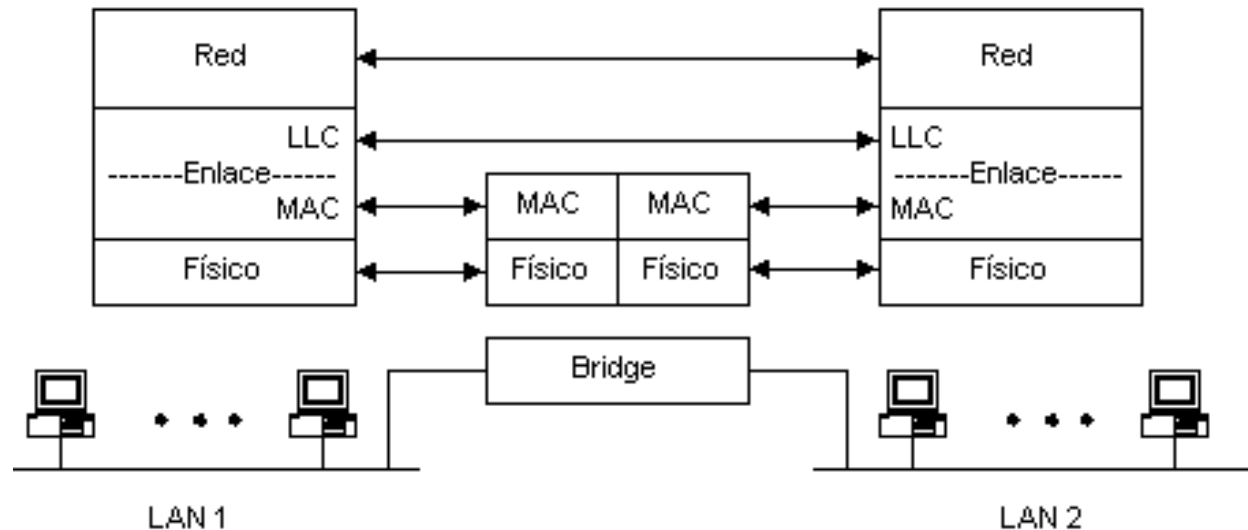 Red
Red
LLC
LLC
-------Enlace------
-------Enlace------
MAC
MAC
MAC
MAC
Físico
Físico
Físico
Físico
Bridge
LAN 1
LAN 2